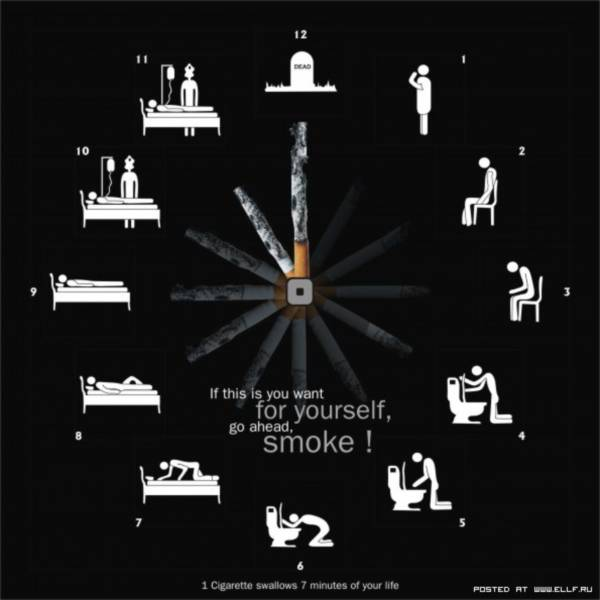 12
11
1
DEAD
10
2
9
3
8
4
7
5
6
If this is you want
for yourself,
go ahead,
smoke !
1 Cigarette swallows 7 minutes of your life
POSTED AT WWW.ELLF.RU